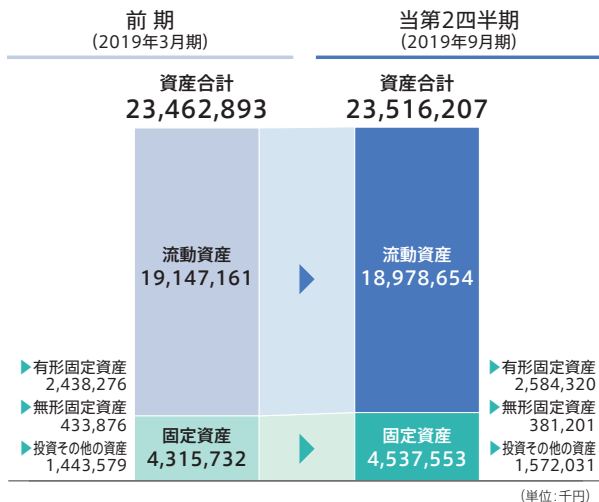 前 期
(2019年3月期)
当第2四半期
(2019年9月期)
資産合計
23,462,893
資産合計
23,516,207
流動資産
19,147,161
流動資産
18,978,654
▶有形固定資産
2,438,276
▶無形固定資産
433,876
▶投資その他の資産
1,443,579
固定資産
4,315,732
固定資産
4,537,553
▶有形固定資産
2,584,320
▶無形固定資産
381,201
▶投資その他の資産
1,572,031
(単位:千円)